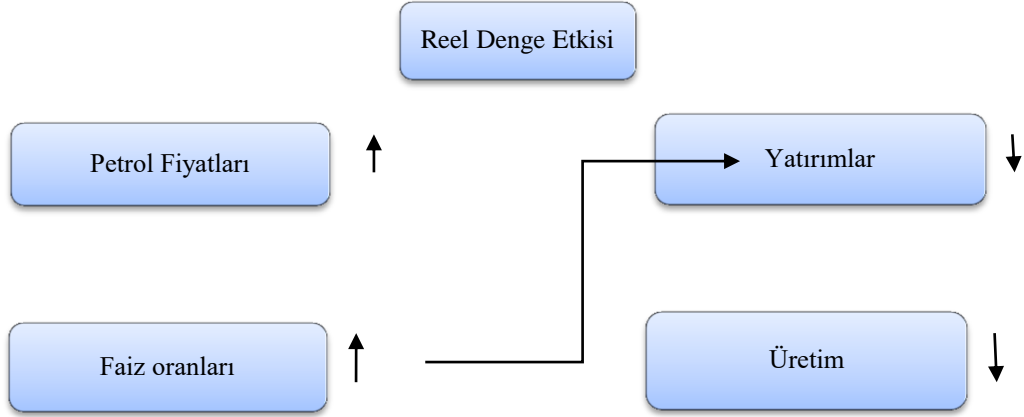 Reel Denge Etkisi
Petrol Fiyatları
Yatırımlar
Faiz oranları
Üretim